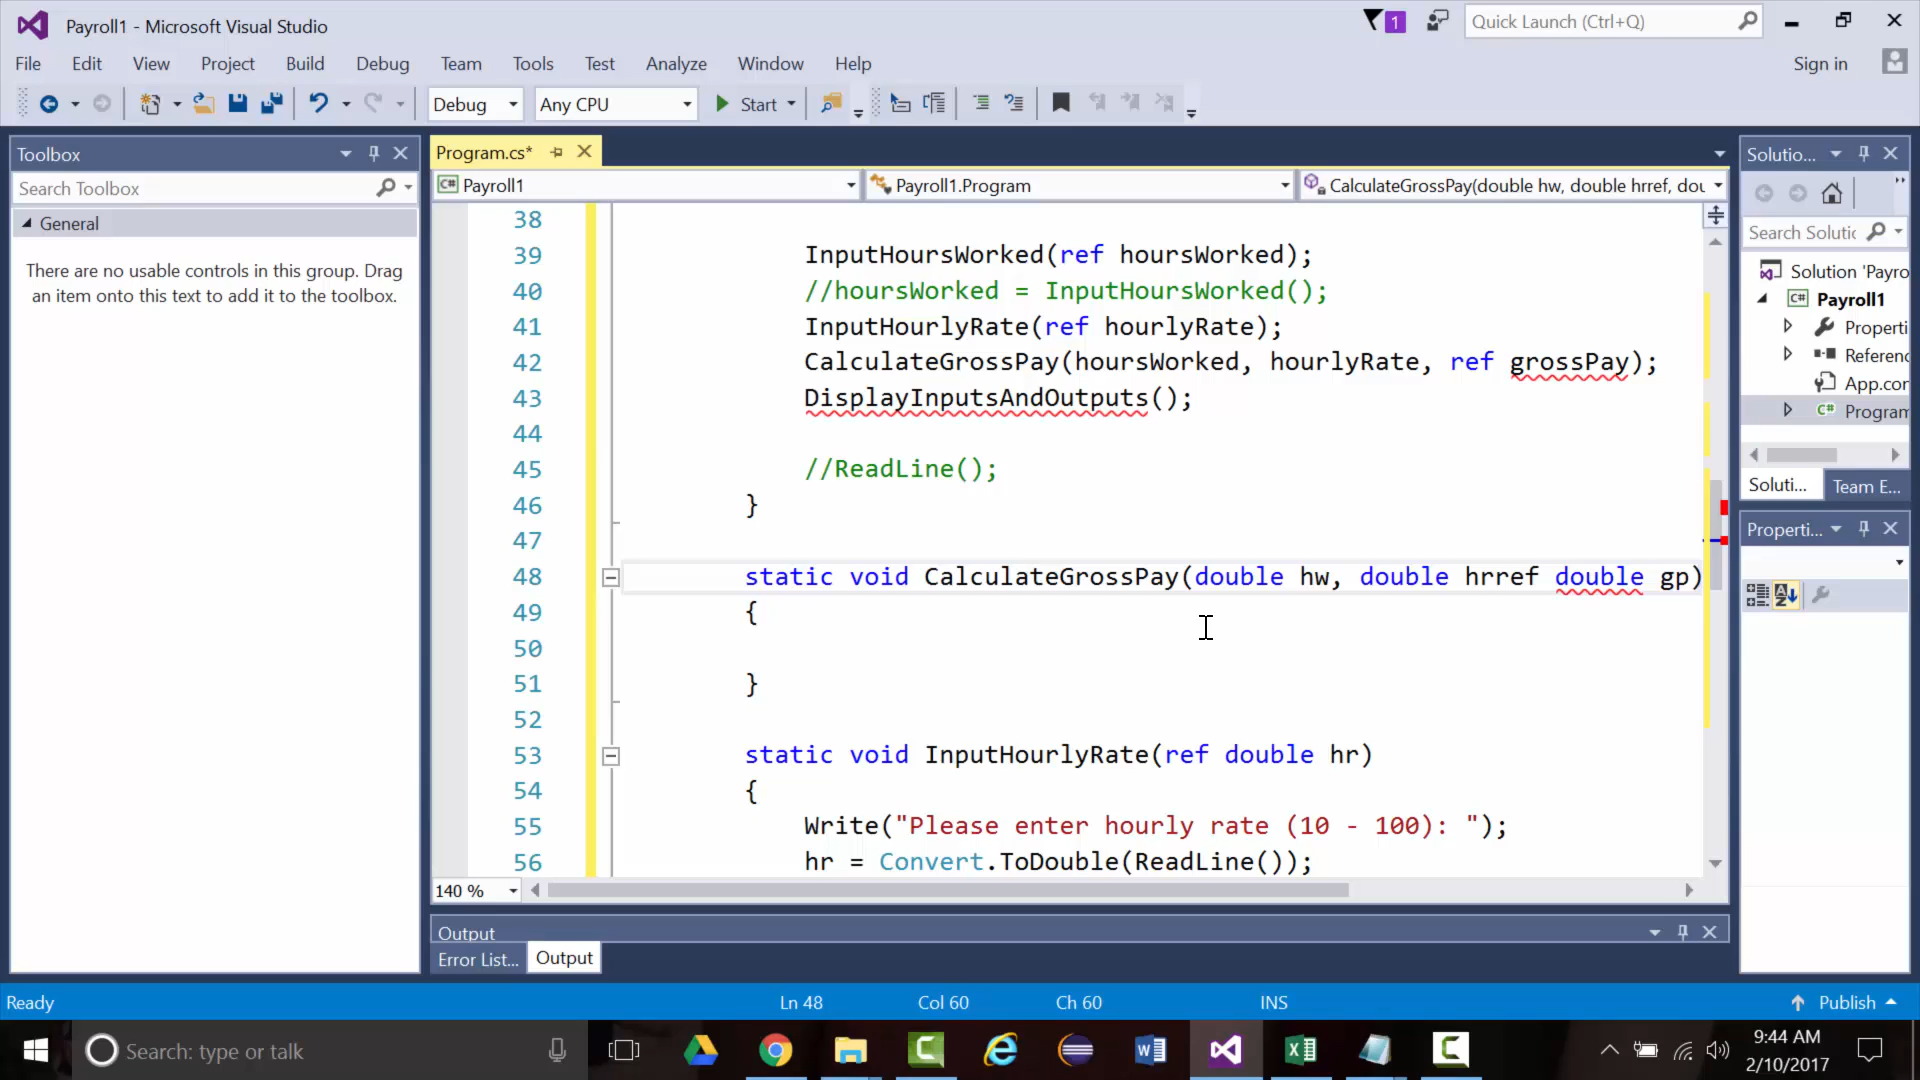 Payroll1 - Microsoft Visual Studio
1
Quick Launch (Ctrl+Q)
File Edit View Project Build Debug Team Tools Test Analyze Window Help
Sign in
Debug Any CPU Start
Toolbox
Search Toolbox
General
There are no usable controls in this group. Drag
an item onto this text to add it to the toolbox.
Program.cs*
C# Payroll1
Payroll1.Program
CalculateGrossPay(double hw, double hrref, dou
38
39 InputHoursWorked(ref hoursWorked);
40 //hoursWorked = InputHoursWorked();
41 InputHourlyRate(ref hourlyRate);
42 CalculateGrossPay(hoursWorked, hourlyRate, ref grossPay);
43 DisplayInputsAndOutputs();
44
45 //ReadLine();
46 }
47
48 static void CalculateGrossPay(double hw, double hrref double gp)
49 {
50
51 }
52
53 static void InputHourlyRate(ref double hr)
54 {
55 Write("Please enter hourly rate (10 - 100): ");
56 hr = Convert.ToDouble(ReadLine());
140 %
Output
Error List... Output
Solutio...
Search Solutic
Solution 'Payro
C# Payroll1
Properti
Referenc
App.cor
C# Program
Soluti... Team E...
Properti...
Ready Ln 48 Col 60 Ch 60 INS Publish
Search: type or talk
9:44 AM
2/10/2017